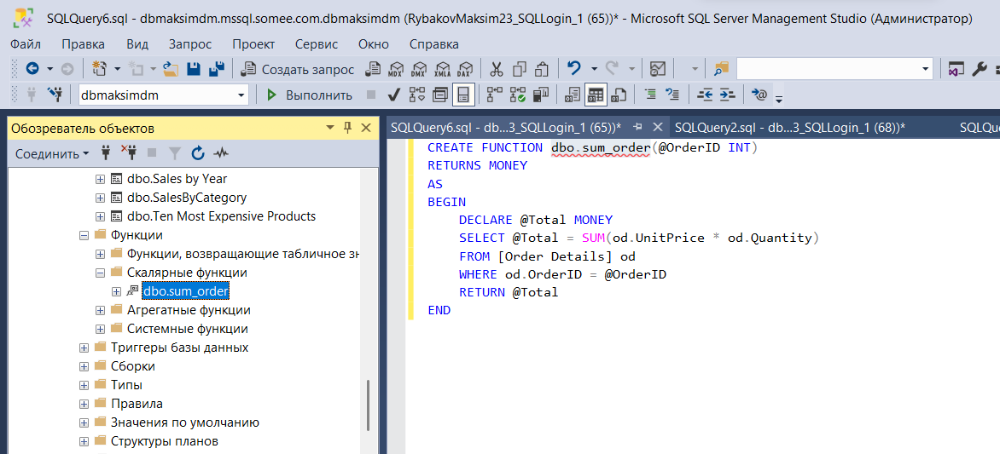 SQLQuery6.sql - dbmaksimdm.mssql.somee.com.dbmaksimdm (RybakovMaksim23_SQLLogin_1 (65))* - Microsoft SQL Server Management Studio (Администратор)
Файл Правка Вид Запрос Проект Сервис Окно Справка
Создать запрос MDX DMX XMLA DAX
dbmaksimdm Выполнить
Обозреватель объектов
Соединить
dbo.Sales by Year
dbo.SalesByCategory
dbo.Ten Most Expensive Products
Функции
Функции, возвращающие табличное зн
Скалярные функции
dbo.sum_order
Агрегатные функции
Системные функции
Триггеры базы данных
Сборки
Типы
Правила
Значения по умолчанию
Структуры планов
SQLQuery6.sql - db...3_SQLLogin_1 (65))* SQLQuery2.sql - db...3_SQLLogin_1 (68))* SQLQu
CREATE FUNCTION dbo.sum_order(@OrderID INT)
RETURNS MONEY
AS
BEGIN
DECLARE @Total MONEY
SELECT @Total = SUM(od.UnitPrice * od.Quantity)
FROM [Order Details] od
WHERE od.OrderID = @OrderID
RETURN @Total
END